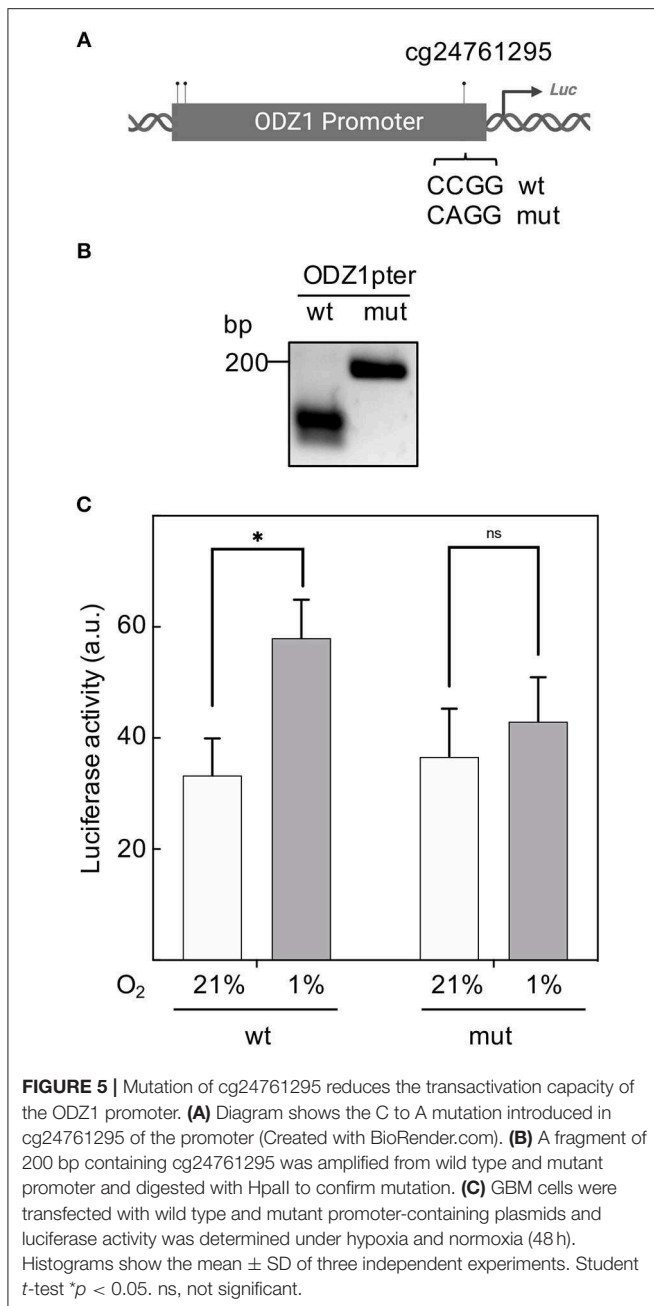 A
cg24761295
Luc
ODZ1 Promoter
CCGG wt
CAGG mut
B
ODZ1pter
wt mut
bp
200
C
* ns
Luciferase activity (a.u.)
60
40
20
O2 21% 1% 21% 1%
wt mut
FIGURE 5 | Mutation of cg24761295 reduces the transactivation capacity of
the ODZ1 promoter. (A) Diagram shows the C to A mutation introduced in
cg24761295 of the promoter (Created with BioRender.com). (B) A fragment of
200 bp containing cg24761295 was amplified from wild type and mutant
promoter and digested with HpaII to confirm mutation. (C) GBM cells were
transfected with wild type and mutant promoter-containing plasmids and
luciferase activity was determined under hypoxia and normoxia (48 h).
Histograms show the mean ± SD of three independent experiments. Student
t-test *p < 0.05. ns, not significant.